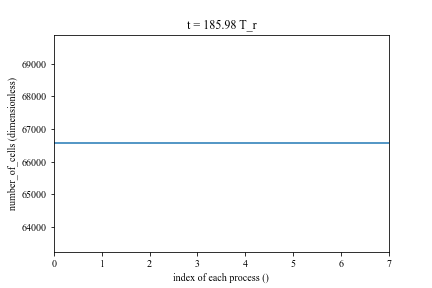 t = 185.98 T_r
number_of_cells (dimensionless)
69000
68000
67000
66000
65000
64000
0 1 2 3 4 5 6 7
index of each process ()